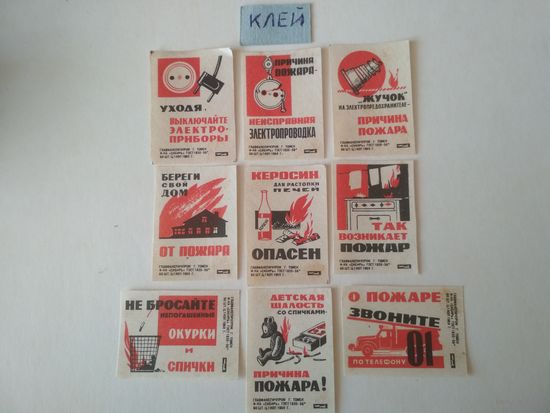 КЛЕЙ
УХОДЯ,
ВЫКЛЮЧАЙТЕ
ЭЛЕКТРО-
ПРИБОРЫ
ПРИЧИНА
ПОЖАРА-
НЕИСПРАВНАЯ
ЭЛЕКТРОПРОВОДКА
„ЖУЧОК"
НА ЭЛЕКТРОПРЕДОХРАНИТЕЛЕ-
ПРИЧИНА
ПОЖАРА
БЕРЕГИ
СВОЙ
ДОМ
ОТ ПОЖАРА
КЕРОСИН
ДЛЯ РАСТОПКИ
ПЕЧЕЙ
ОПАСЕН
ТАК
ВОЗНИКАЕТ
ПОЖАР
НЕ БРОСАЙТЕ
НЕПОГАШЕННЫЕ
ОКУРКИ
И
СПИЧКИ
ДЕТСКАЯ
ШАЛОСТЬ
СО СПИЧКАМИ-
ПРИЧИНА
ПОЖАРА!
О ПОЖАРЕ
ЗВОНИТЕ
ПО ТЕЛЕФОНУ
01